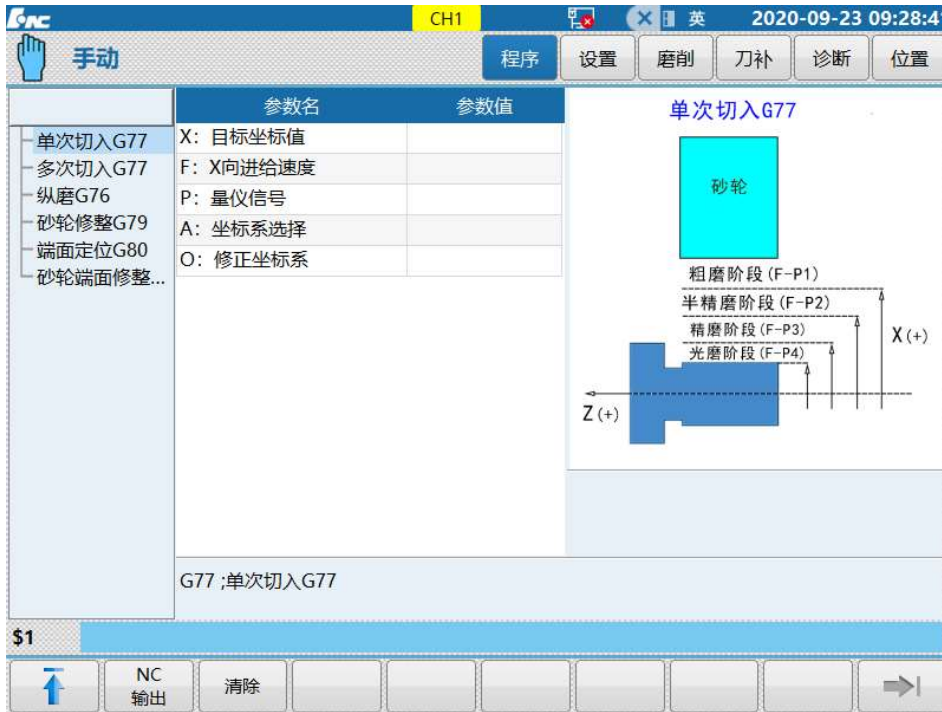 CH1
英
2020-09-23 09:28:4
手动
程序
设置
磨削
刀补
诊断
位置
单次切入G77
多次切入G77
纵磨G76
砂轮修整G79
端面定位G80
砂轮端面修整...
参数名 参数值
X: 目标坐标值
F: X向进给速度
P: 量仪信号
A: 坐标系选择
O: 修正坐标系
单次切入G77
砂轮
粗磨阶段(F-P1)
半精磨阶段(F-P2)
精磨阶段(F-P3)
光磨阶段(F-P4)
X(+)
Z(+)
G77 ;单次切入G77
$1
NC
输出
清除